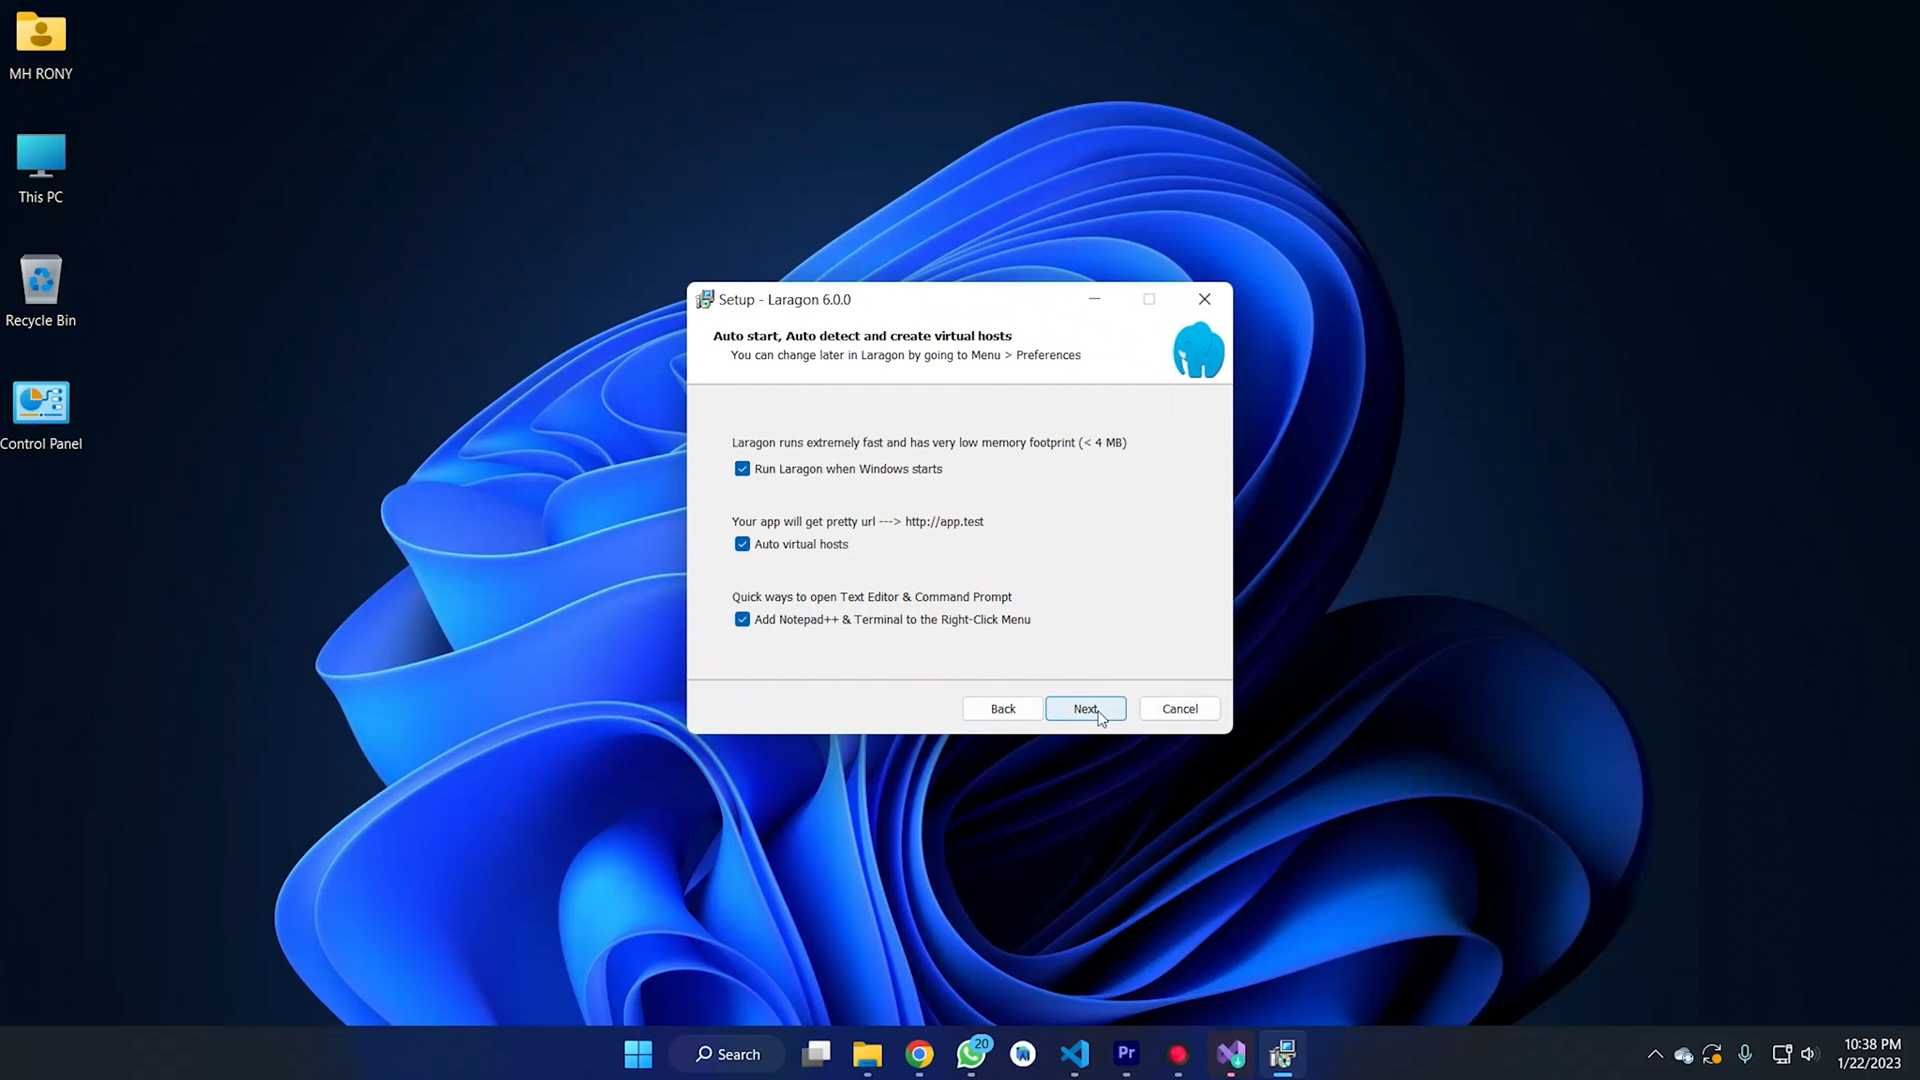 MH RONY
This PC
Recycle Bin
Control Panel
Setup - Laragon 6.0.0
Auto start, Auto detect and create virtual hosts
You can change later in Laragon by going to Menu > Preferences
Laragon runs extremely fast and has very low memory footprint (< 4 MB)
Run Laragon when Windows starts
Your app will get pretty url ---> http://app.test
Auto virtual hosts
Quick ways to open Text Editor & Command Prompt
Add Notepad++ & Terminal to the Right-Click Menu
Back
Next
Cancel
Search
20
Pr
10:38 PM
1/22/2023